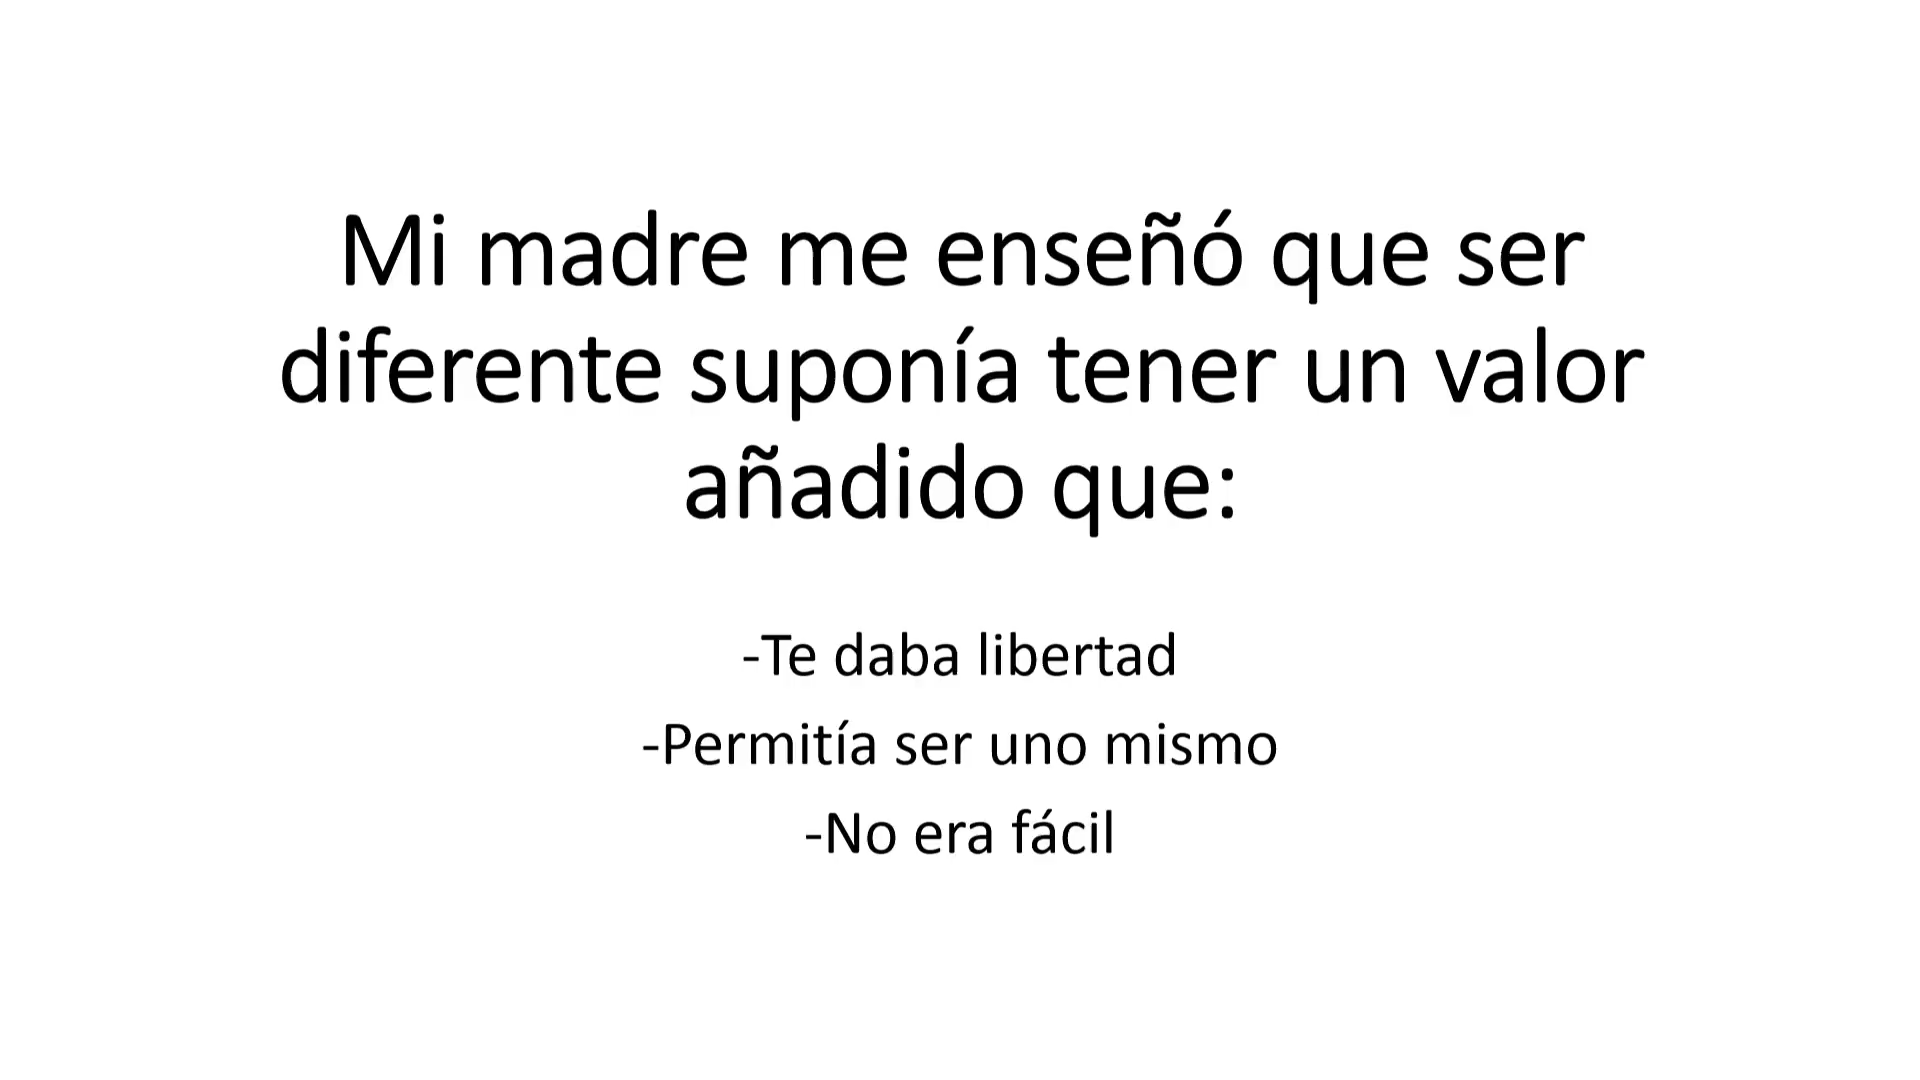 Mi madre me enseñó que ser
diferente suponía tener un valor
añadido que:
-Te daba libertad
-Permitía ser uno mismo
-No era fácil